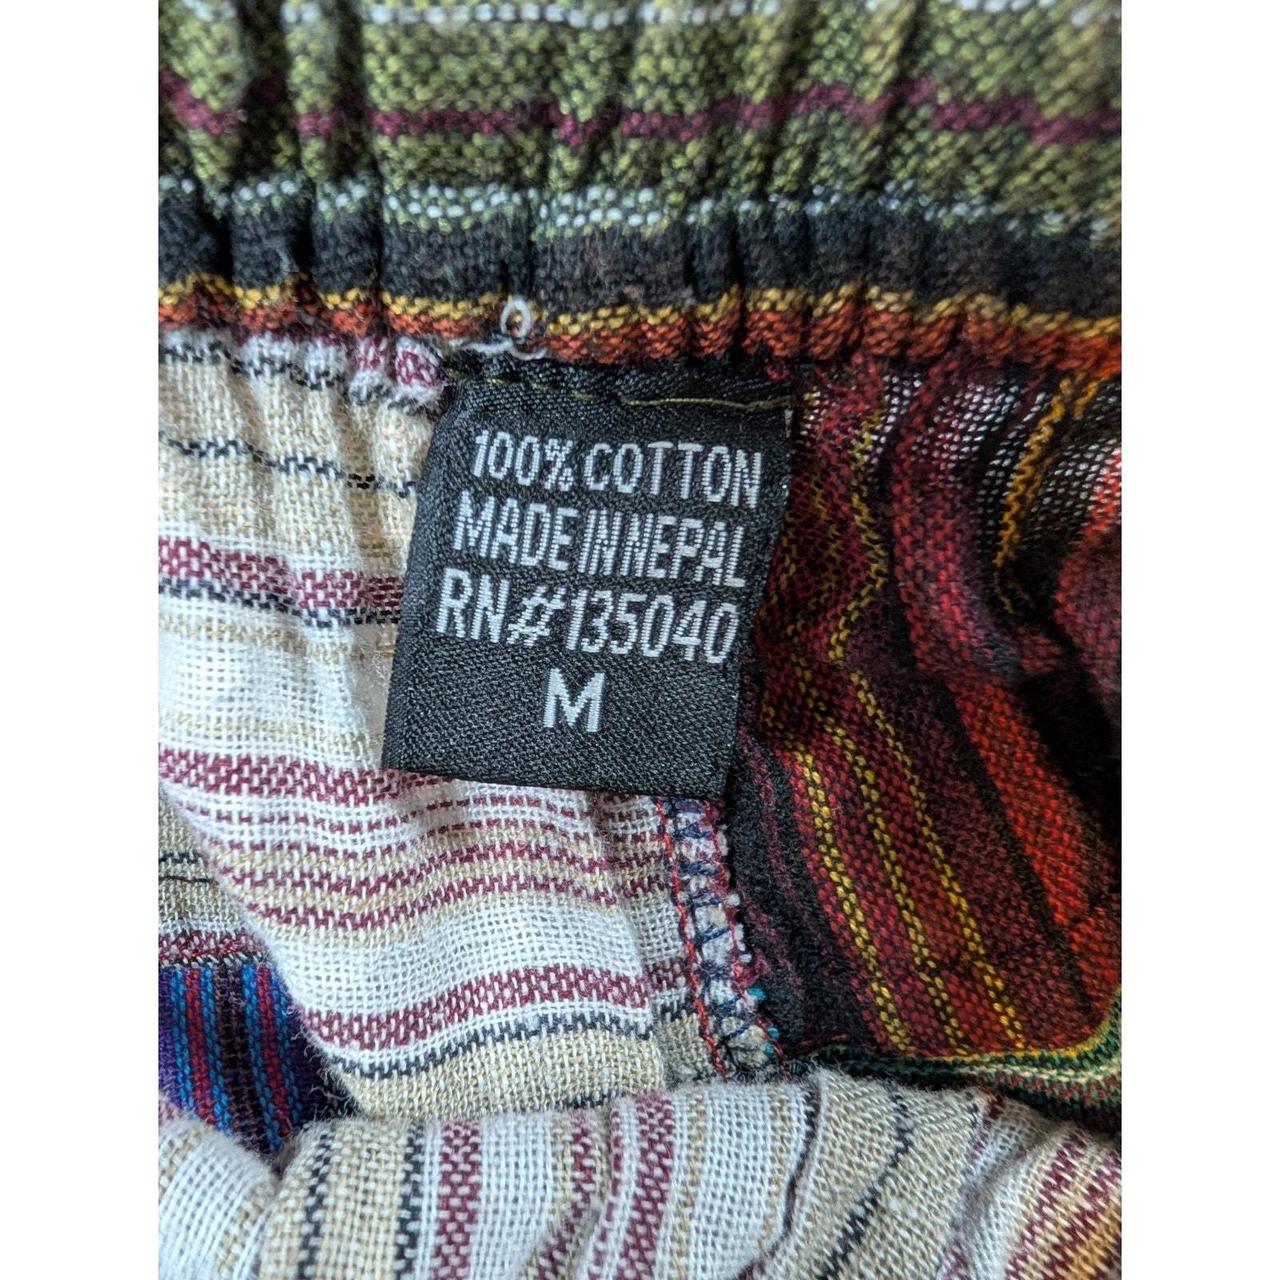 100% COTTON
MADE IN NEPAL
RN#135040
M